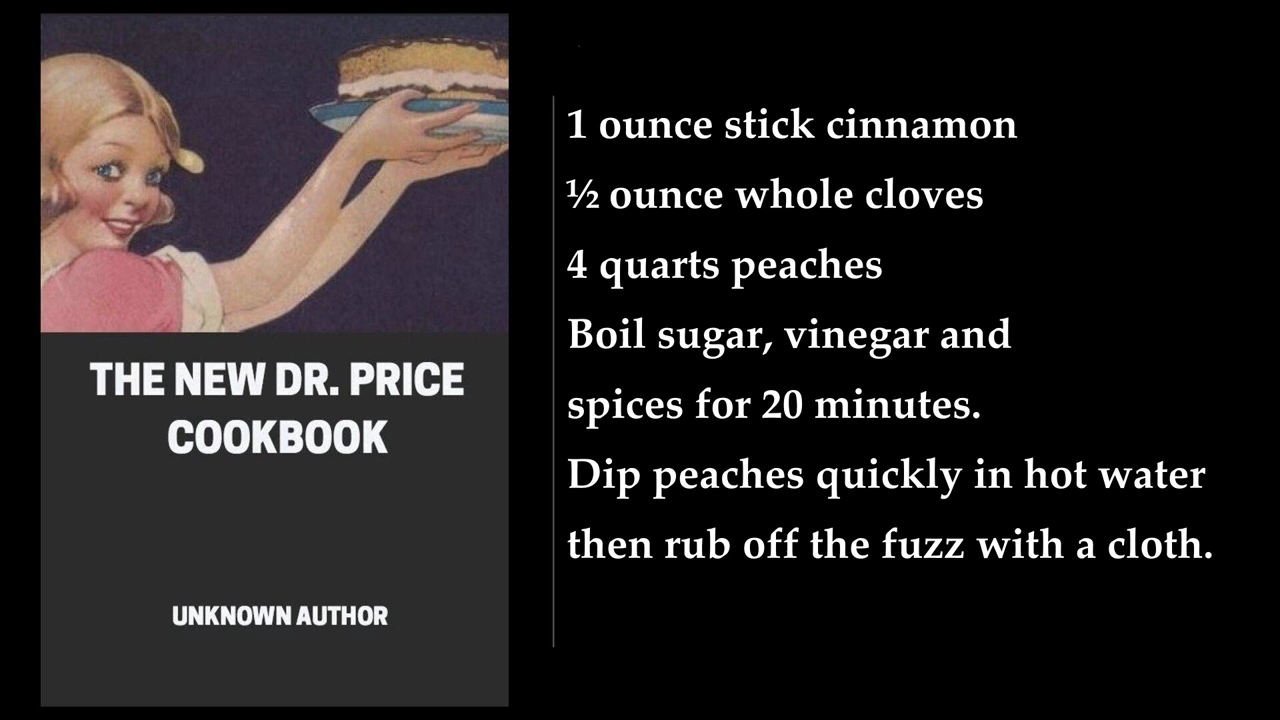 THE NEW DR. PRICE
COOKBOOK
UNKNOWN AUTHOR
1 ounce stick cinnamon
½ ounce whole cloves
4 quarts peaches
Boil sugar, vinegar and
spices for 20 minutes.
Dip peaches quickly in hot water
then rub off the fuzz with a cloth.